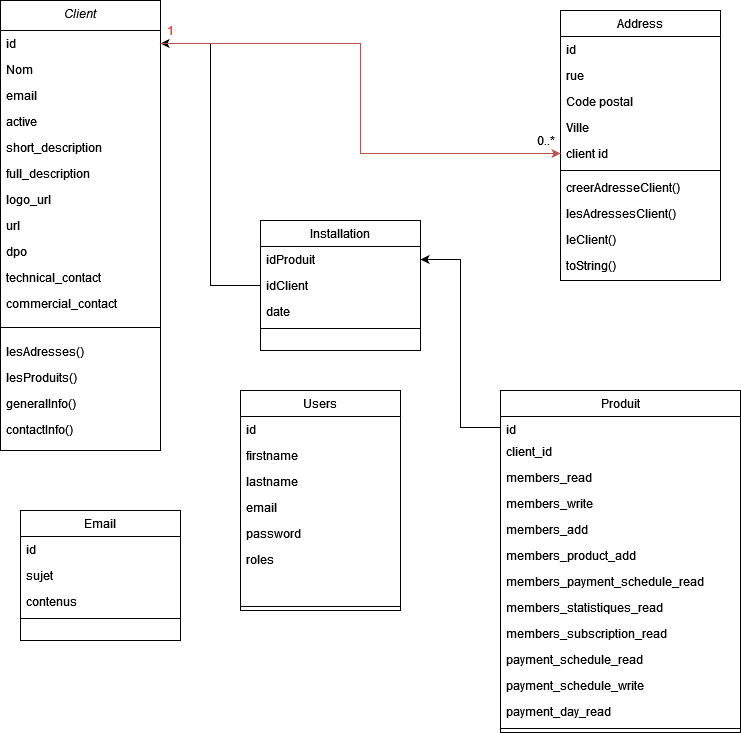 Client
id
Nom
email
active
short_description
full_description
logo_url
url
dpo
technical_contact
commercial_contact
lesAdresses()
lesProduits()
generalInfo()
contactInfo()
1
0..*
Address
id
rue
Code postal
Ville
client id
creerAdresseClient()
lesAdressesClient()
leClient()
toString()
Installation
idProduit
idClient
date
Users
id
firstname
lastname
email
password
roles
Produit
id
client_id
members_read
members_write
members_add
members_product_add
members_payment_schedule_read
members_statistiques_read
members_subscription_read
payment_schedule_read
payment_schedule_write
payment_day_read
Email
id
sujet
contenus